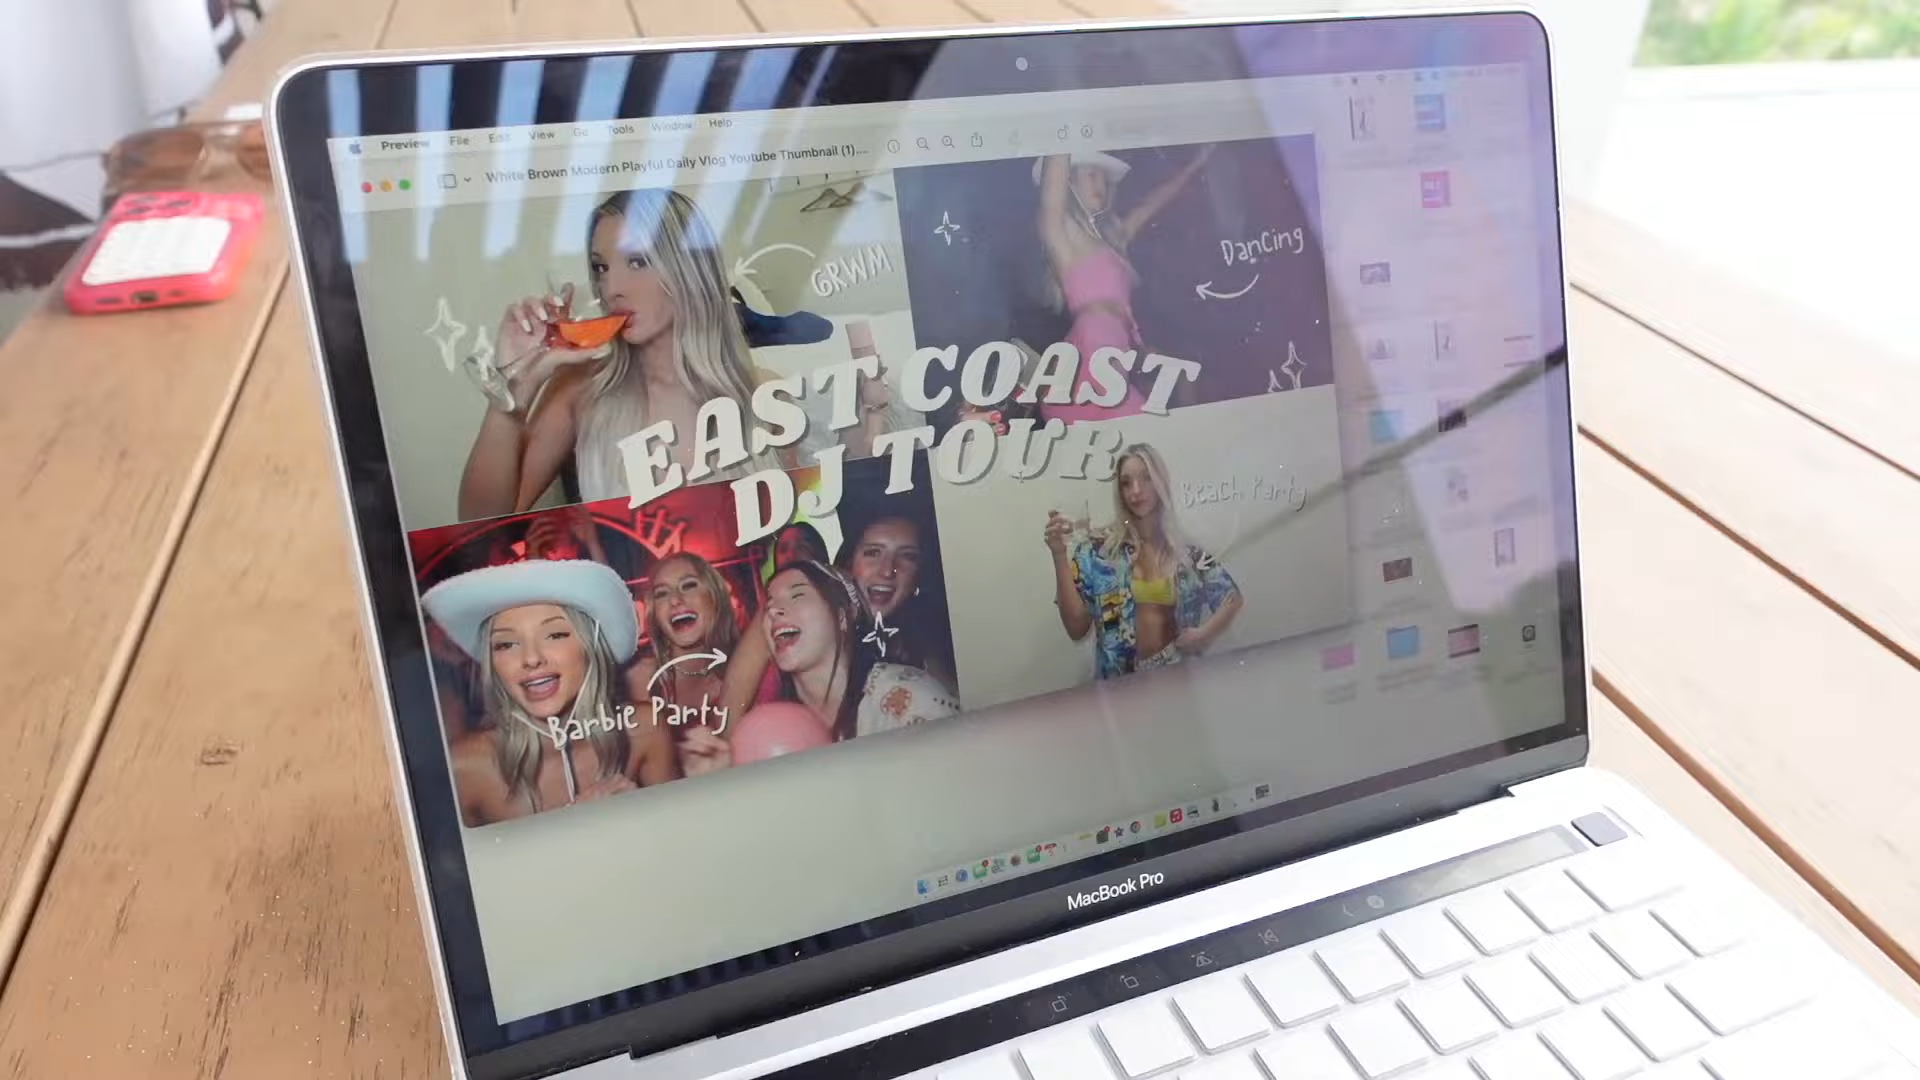 Preview File Edit View Go Tools Window Help
White Brown Modern Playful Daily Vlog Youtube Thumbnail (1)....
GRWM
Dancing
EAST COAST
DJ TOUR
Beach Party
Barbie Party
MacBook Pro